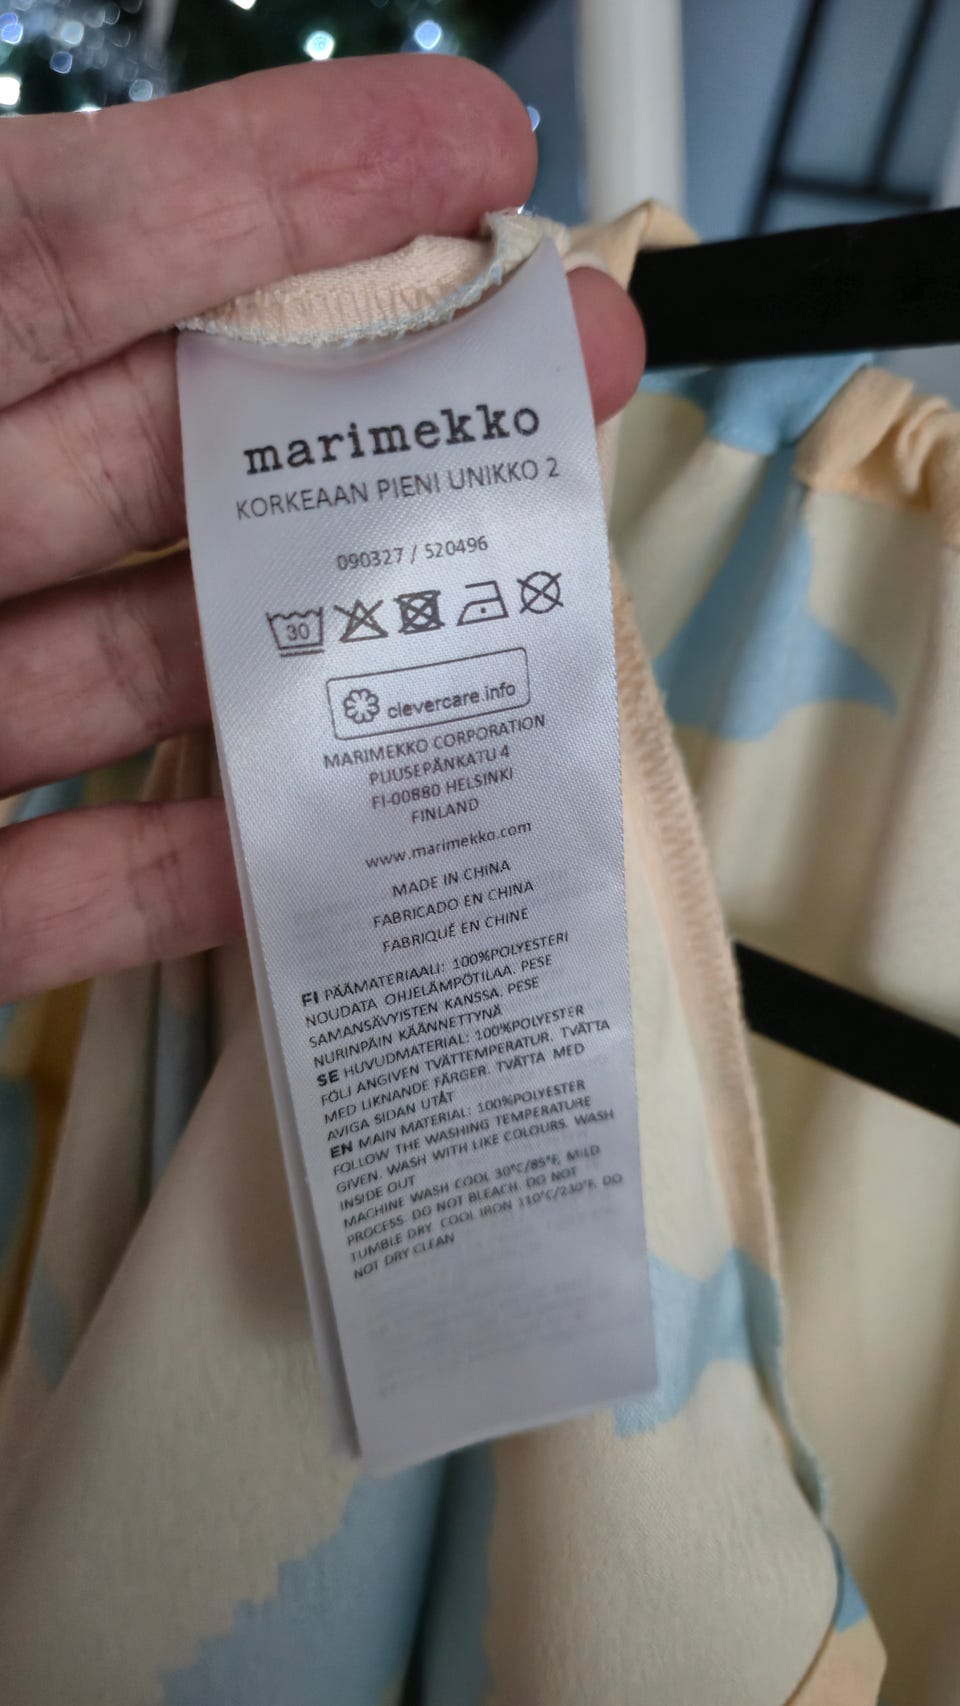 marimekko
KORKEAAN PIENI UNIKKO 2
090327 / 520496
30
clevercare.info
MARIMEKKO CORPORATION
PUUSEPÄNKATU 4
FI-00880 HELSINKI
FINLAND
www.marimekko.com
MADE IN CHINA
FABRICADO EN CHINA
FABRIQUÉ EN CHINE
FI PÄÄMATERIAALI: 100%POLYESTERI
NOUDATA OHJELÄMPÖTILAA. PESE
SAMANSÄVYISTEN KANSSA. PESE
NURINPÄIN KÄÄNNETTYNÄ
SE HUVUDMATERIAL: 100%POLYESTER
FÖLJ ANGIVEN TVÄTTEMPERATUR. TVÄTTA
MED LIKNANDE FÄRGER. TVÄTTA MED
AVIGA SIDAN UTÅT
EN MAIN MATERIAL: 100%POLYESTER
FOLLOW THE WASHING TEMPERATURE
GIVEN. WASH WITH LIKE COLOURS. WASH
INSIDE OUT
MACHINE WASH COOL 30°C/85°F, MILD
PROCESS. DO NOT BLEACH. DO NOT
TUMBLE DRY. COOL IRON 110°C/230°F. DO
NOT DRY CLEAN